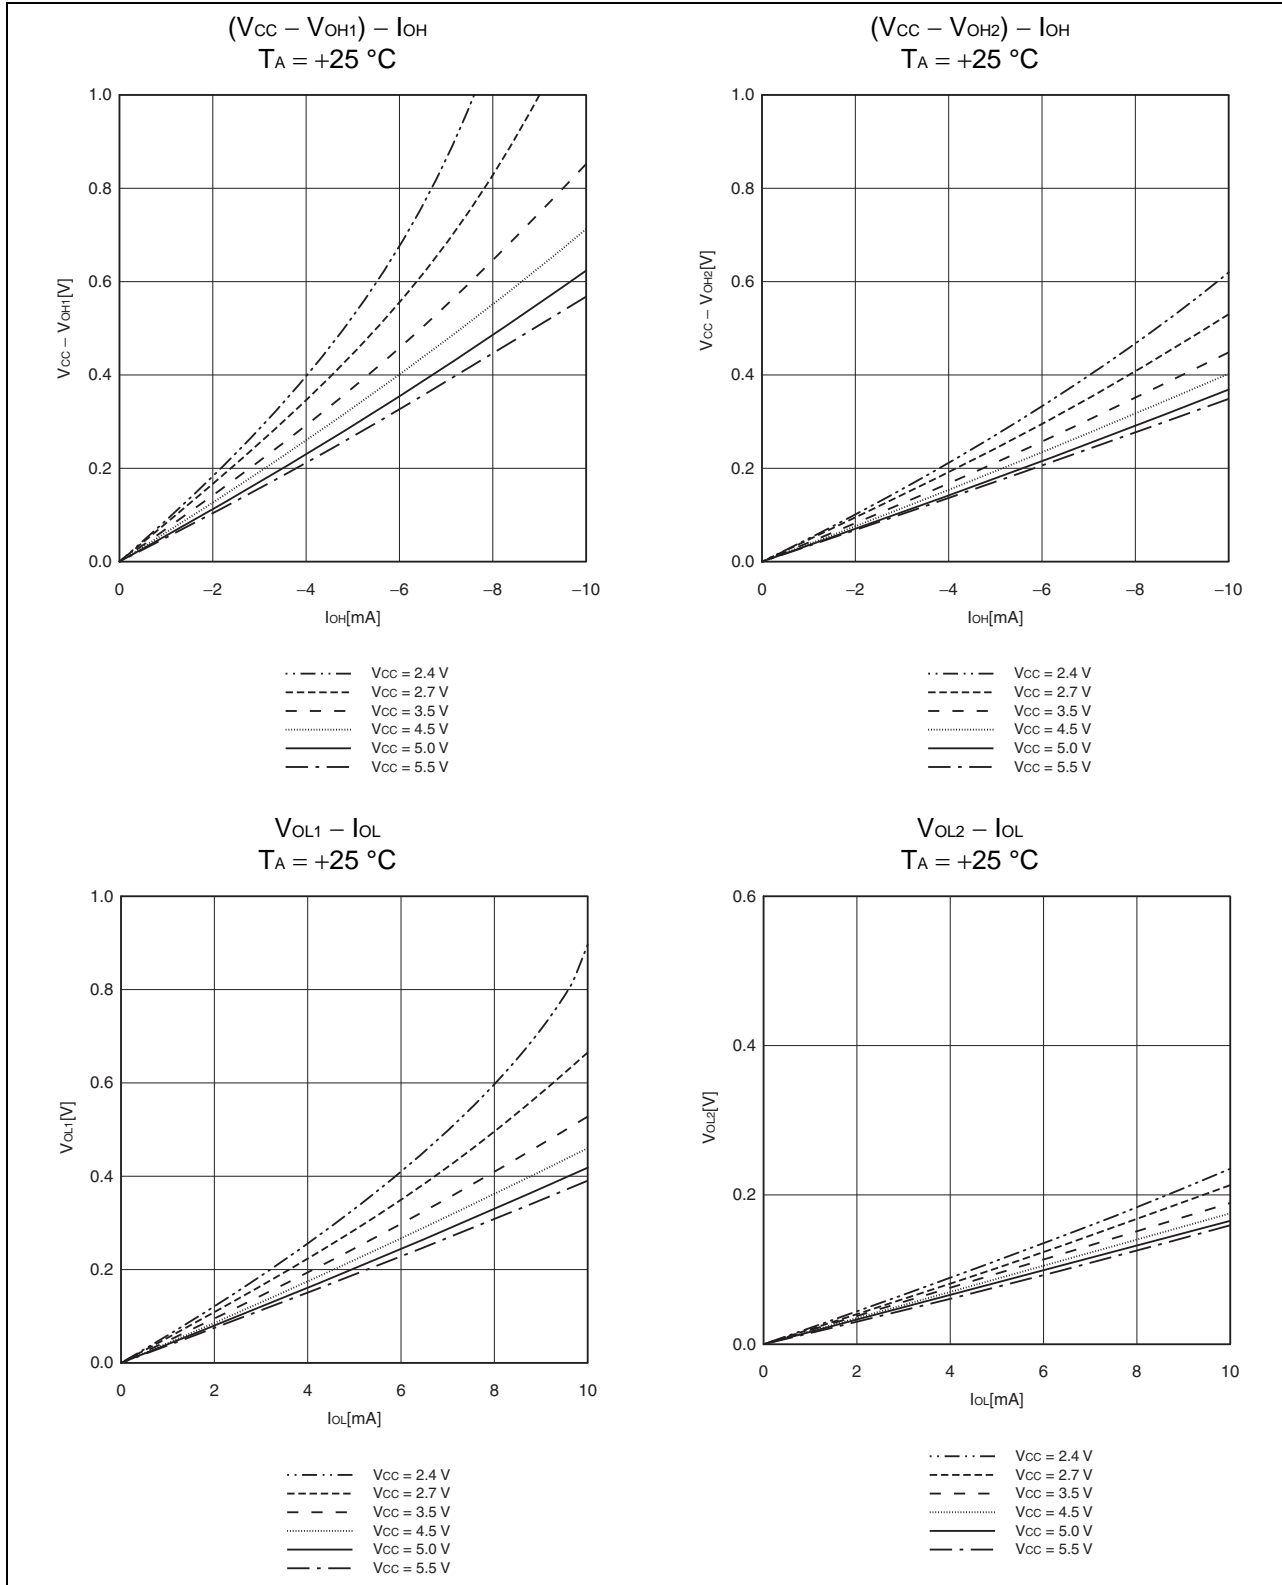 (VCC – VOH1) – IOH
TA = +25 °C
1.0
0.8
0.6
0.4
0.2
0.0
VCC – VOH1[V]
0 –2 –4 –6 –8 –10
IOH[mA]
VCC = 2.4 V
VCC = 2.7 V
VCC = 3.5 V
VCC = 4.5 V
VCC = 5.0 V
VCC = 5.5 V
(VCC – VOH2) – IOH
TA = +25 °C
1.0
0.8
0.6
0.4
0.2
0.0
VCC – VOH2[V]
0 –2 –4 –6 –8 –10
IOH[mA]
VCC = 2.4 V
VCC = 2.7 V
VCC = 3.5 V
VCC = 4.5 V
VCC = 5.0 V
VCC = 5.5 V
VOL1 – IOL
TA = +25 °C
1.0
0.8
0.6
0.4
0.2
0.0
VOL1[V]
0 2 4 6 8 10
IOL[mA]
VCC = 2.4 V
VCC = 2.7 V
VCC = 3.5 V
VCC = 4.5 V
VCC = 5.0 V
VCC = 5.5 V
VOL2 – IOL
TA = +25 °C
0.6
0.4
0.2
0.0
VOL2[V]
0 2 4 6 8 10
IOL[mA]
VCC = 2.4 V
VCC = 2.7 V
VCC = 3.5 V
VCC = 4.5 V
VCC = 5.0 V
VCC = 5.5 V